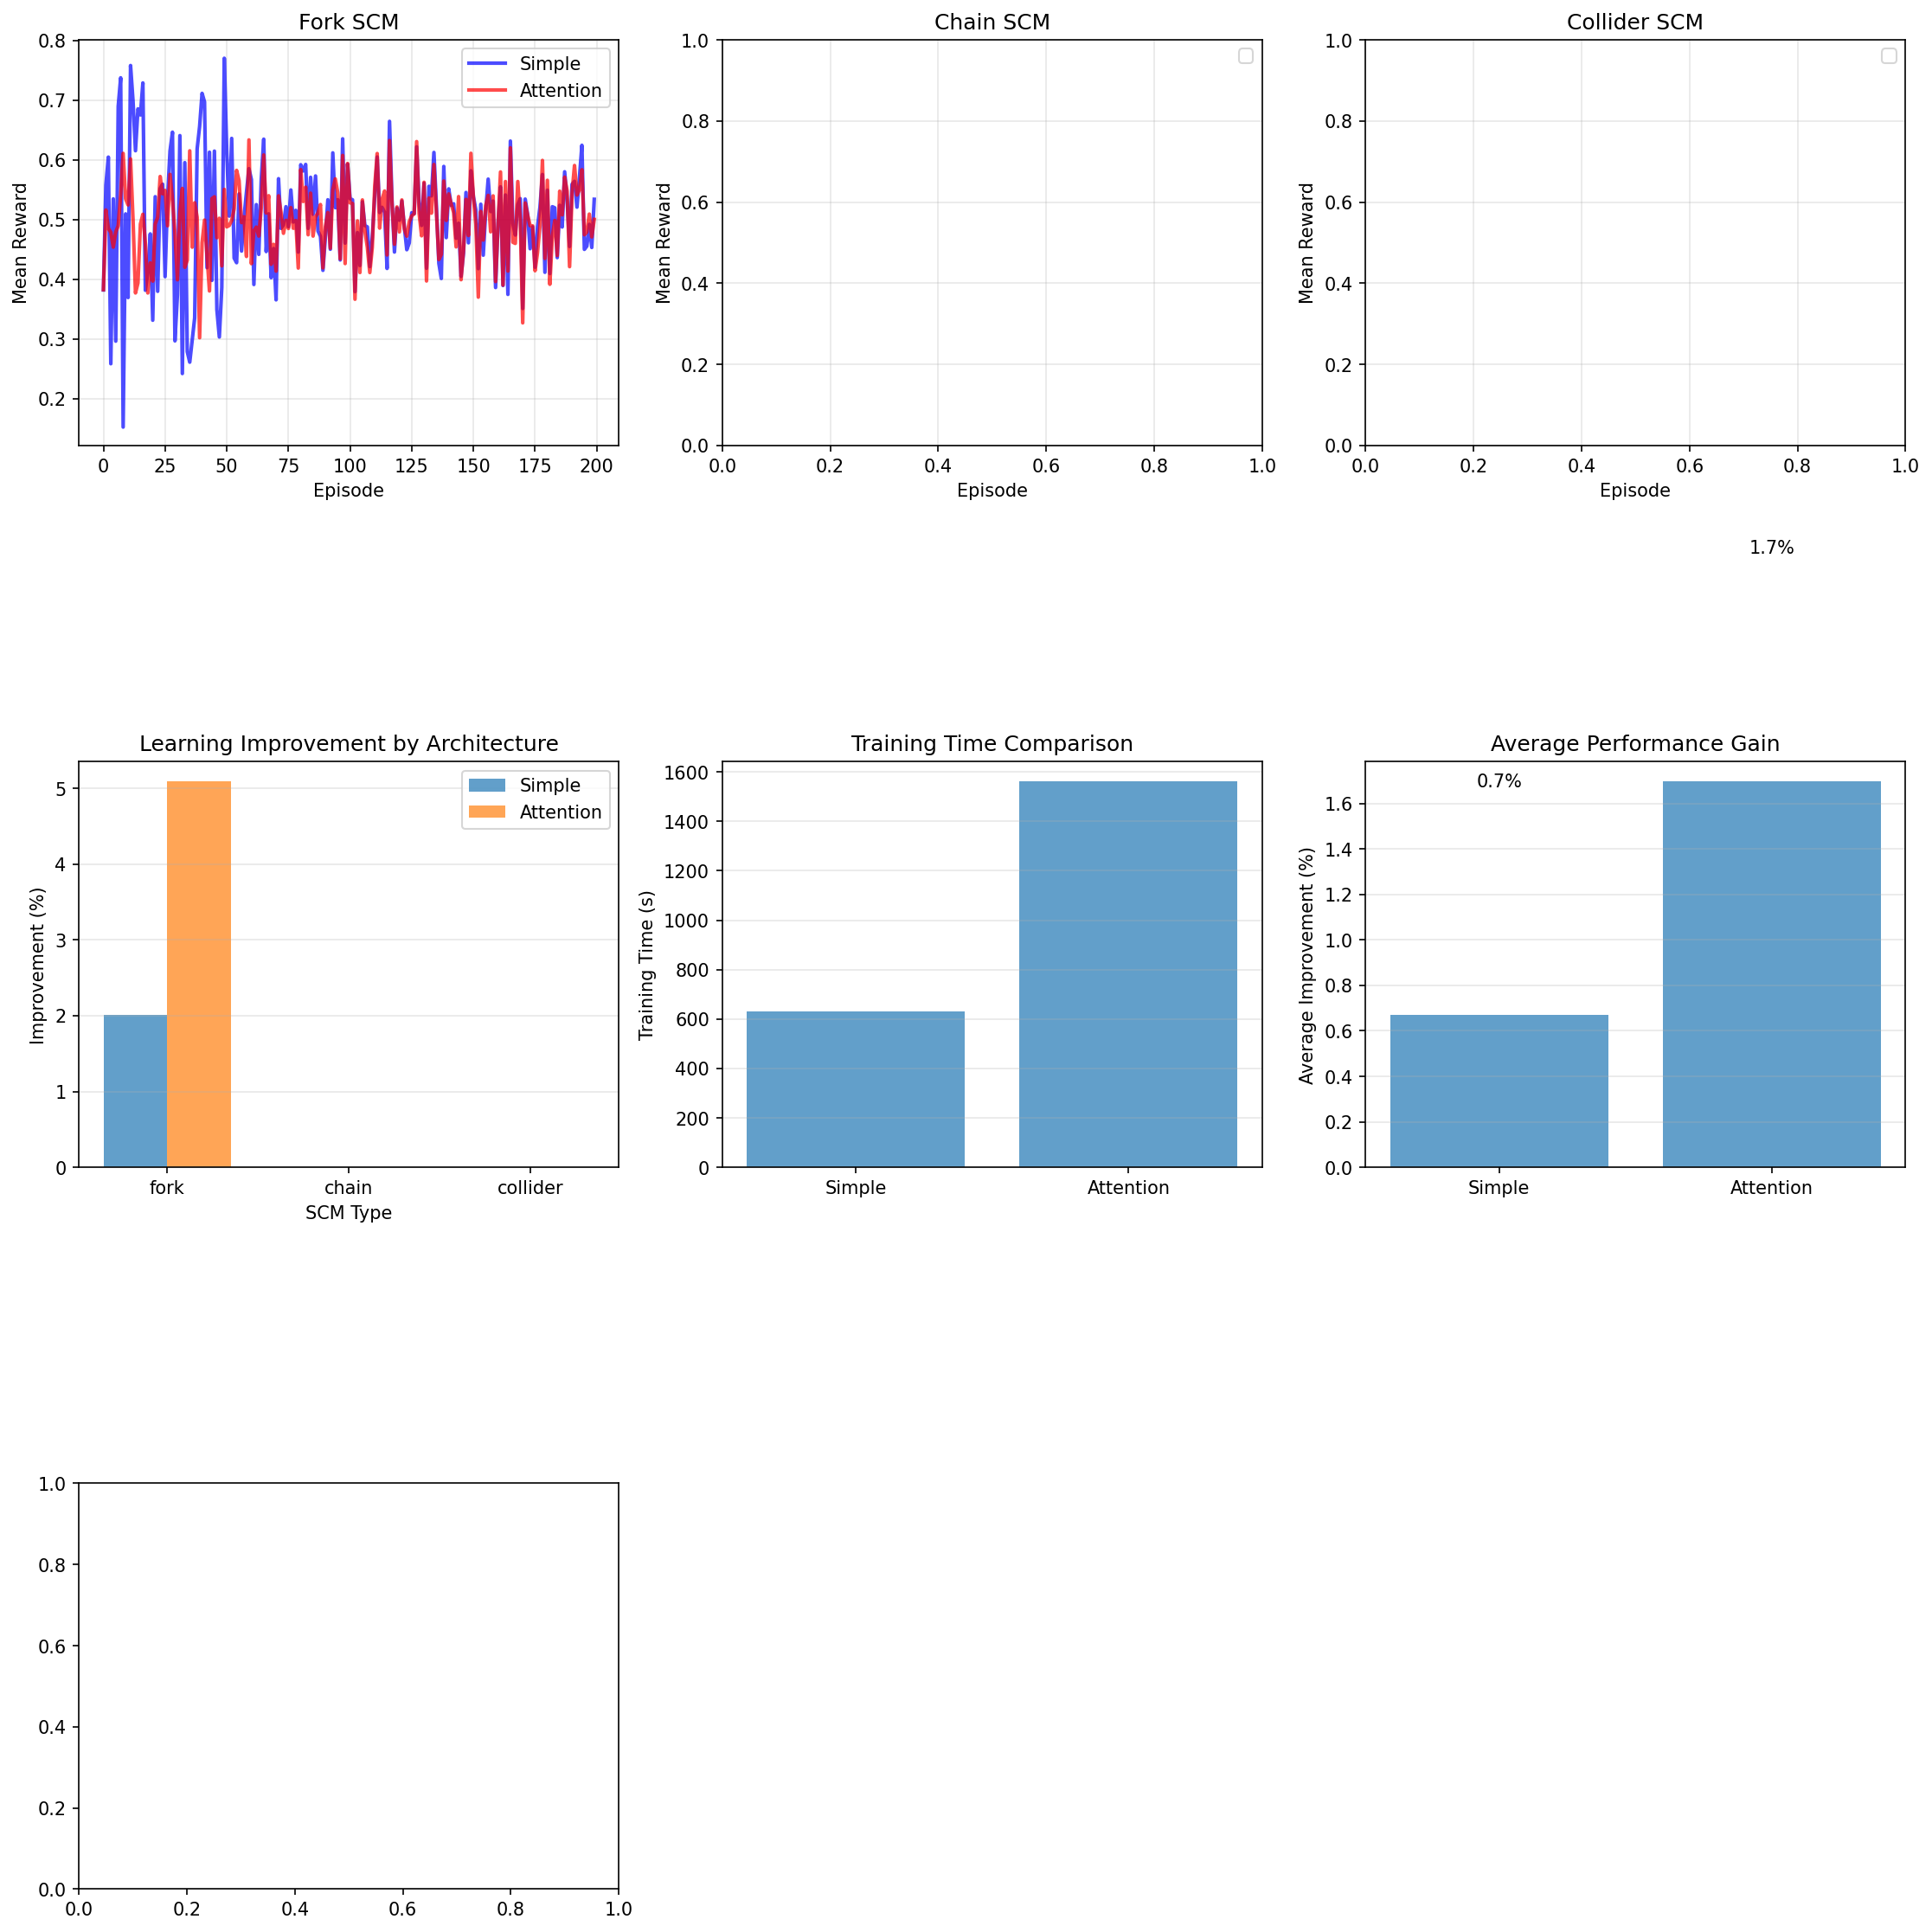 Fork SCM
Mean Reward
0.8
0.7
0.6
0.5
0.4
0.3
0.2
Simple
Attention
0 25 50 75 100 125 150 175 200
Episode
Chain SCM
Mean Reward
1.0
0.8
0.6
0.4
0.2
0.0
0.0 0.2 0.4 0.6 0.8 1.0
Episode
Collider SCM
Mean Reward
1.0
0.8
0.6
0.4
0.2
0.0
0.0 0.2 0.4 0.6 0.8 1.0
Episode
1.7%
Learning Improvement by Architecture
Improvement (%)
5
4
3
2
1
0
Simple
Attention
fork chain collider
SCM Type
Training Time Comparison
Training Time (s)
1600
1400
1200
1000
800
600
400
200
0
Simple Attention
Average Performance Gain
Average Improvement (%)
0.7%
1.6
1.4
1.2
1.0
0.8
0.6
0.4
0.2
0.0
Simple Attention
1.0
0.8
0.6
0.4
0.2
0.0
0.0 0.2 0.4 0.6 0.8 1.0